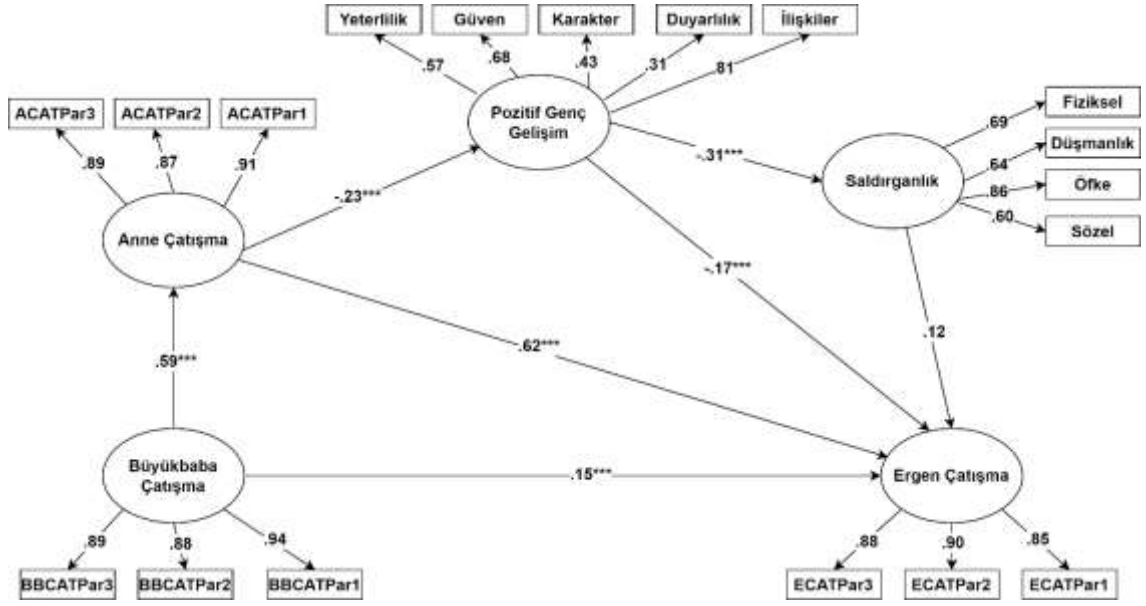 Yeterlilik
Güven
Karakter
Duyarlılık
İlişkiler
.57
.68
.43
.31
.81
ACATPar3
ACATPar2
ACATPar1
.89
.87
.91
Pozitif Genç
Gelişim
Fiziksel
Düşmanlık
Öfke
Sözel
.69
.64
.86
.60
-.31***
Saldırganlık
-.23***
Anne Çatışma
-.17***
.12
.62***
.59***
Büyükbaba
Çatışma
.15***
Ergen Çatışma
.89
.88
.94
.88
.90
.85
BBCATPar3
BBCATPar2
BBCATPar1
ECATPar3
ECATPar2
ECATPar1